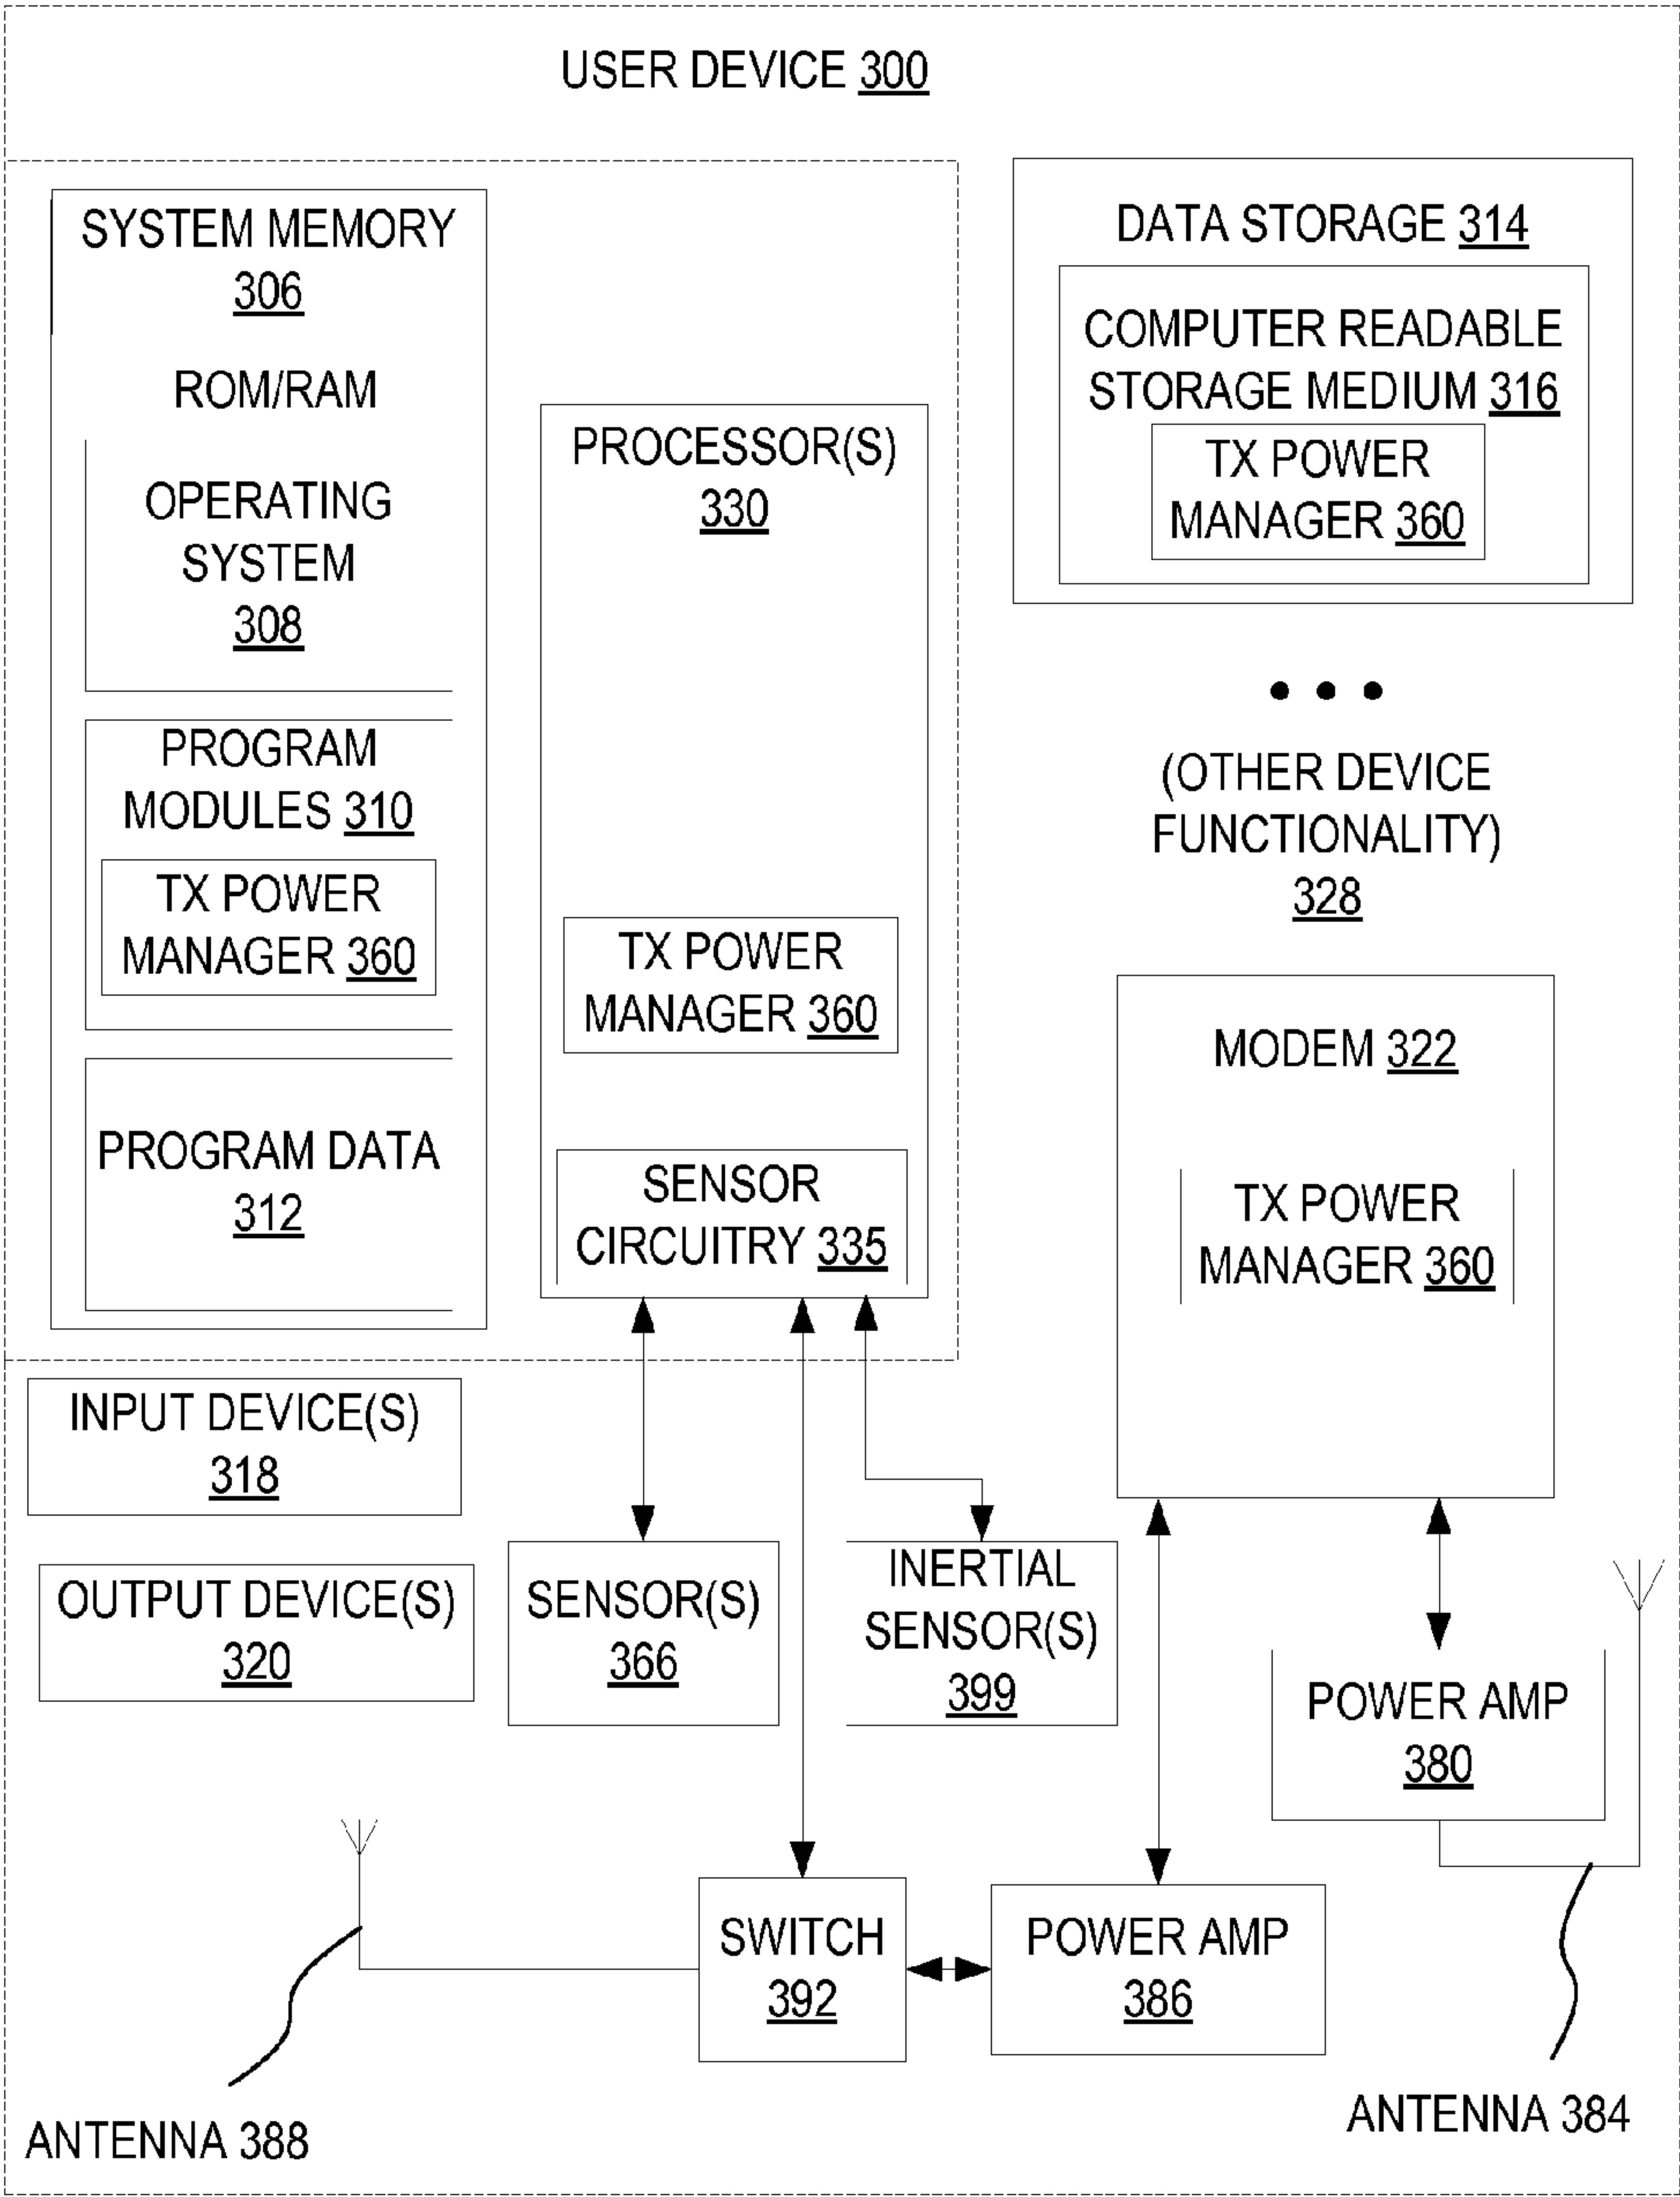 USER DEVICE 300
SYSTEM MEMORY
306
ROM/RAM
OPERATING
SYSTEM
308
PROGRAM
MODULES 310
TX POWER
MANAGER 360
PROGRAM DATA
312
PROCESSOR(S)
330
TX POWER
MANAGER 360
SENSOR
CIRCUITRY 335
DATA STORAGE 314
COMPUTER READABLE
STORAGE MEDIUM 316
TX POWER
MANAGER 360
• • •
(OTHER DEVICE
FUNCTIONALITY)
328
MODEM 322
TX POWER
MANAGER 360
INPUT DEVICE(S)
318
OUTPUT DEVICE(S)
320
SENSOR(S)
366
INERTIAL
SENSOR(S)
399
POWER AMP
380
SWITCH
392
POWER AMP
386
ANTENNA 388
ANTENNA 384